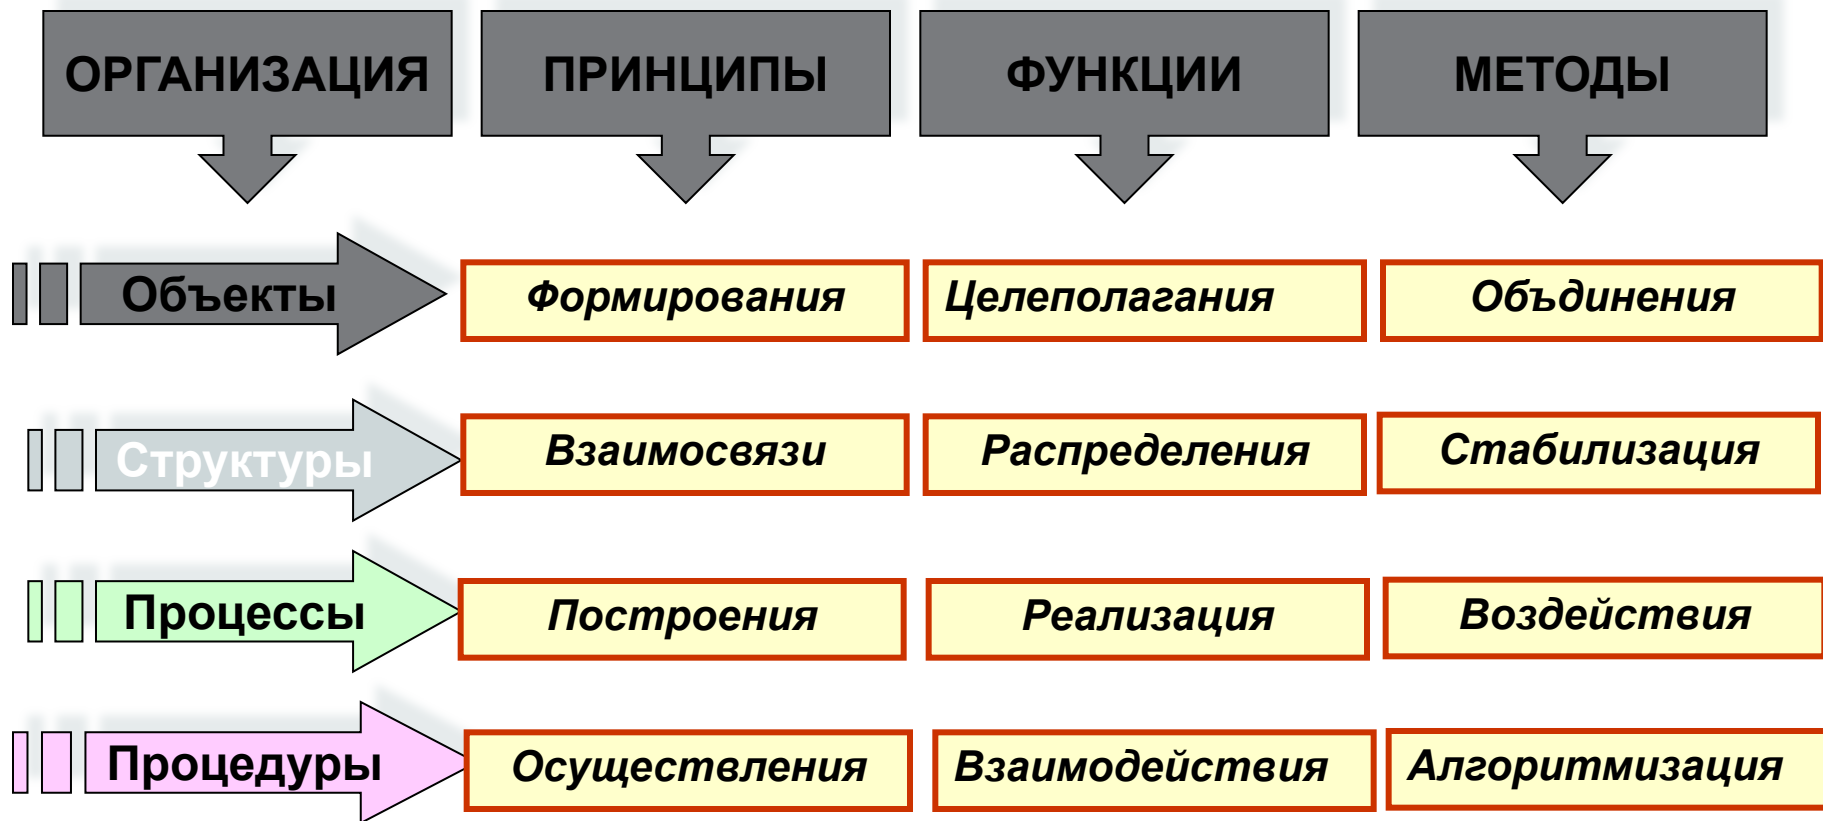 ОРГАНИЗАЦИЯ ПРИНЦИПЫ ФУНКЦИИ МЕТОДЫ
Объекты Формирования Целеполагания Объдинения
Структуры Взаимосвязи Распределения Стабилизация
Процессы Построения Реализация Воздействия
Процедуры Осуществления Взаимодействия Алгоритмизация